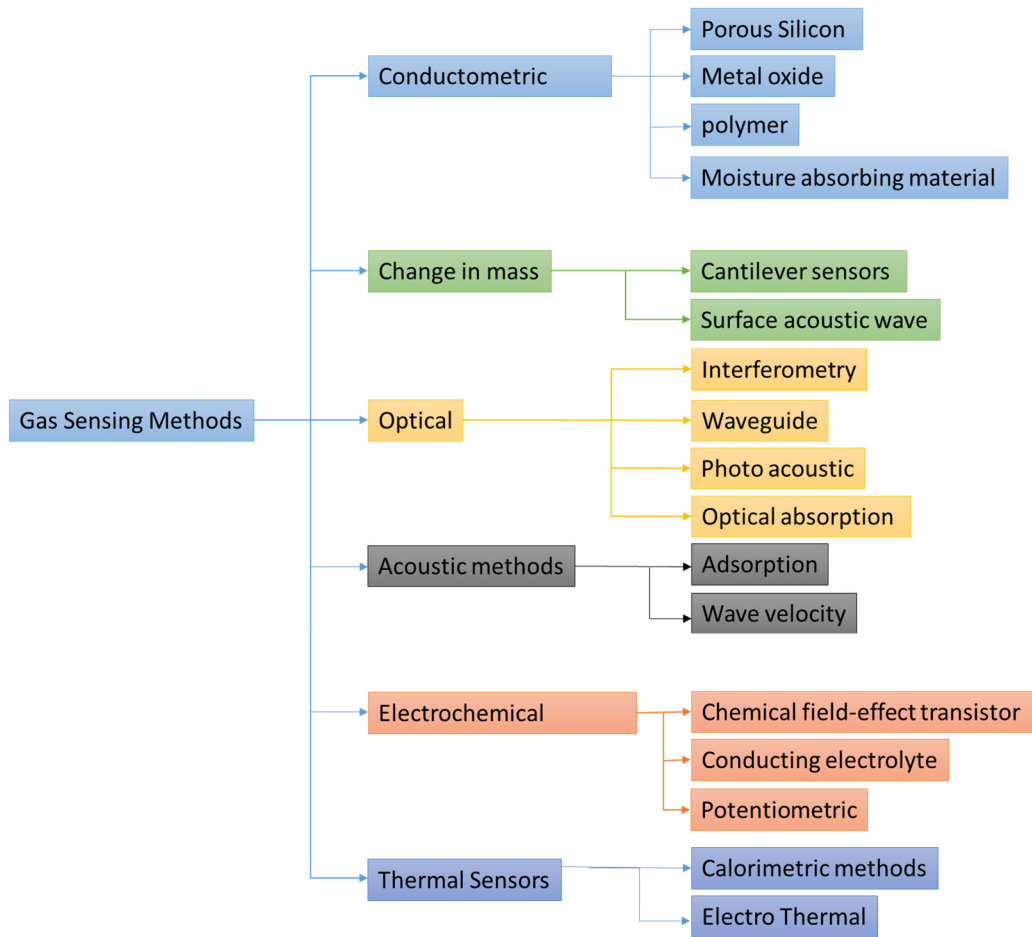 Gas Sensing Methods
Conductometric
Porous Silicon
Metal oxide
polymer
Moisture absorbing material
Change in mass
Cantilever sensors
Surface acoustic wave
Optical
Interferometry
Waveguide
Photo acoustic
Optical absorption
Acoustic methods
Adsorption
Wave velocity
Electrochemical
Chemical field-effect transistor
Conducting electrolyte
Potentiometric
Thermal Sensors
Calorimetric methods
Electro Thermal